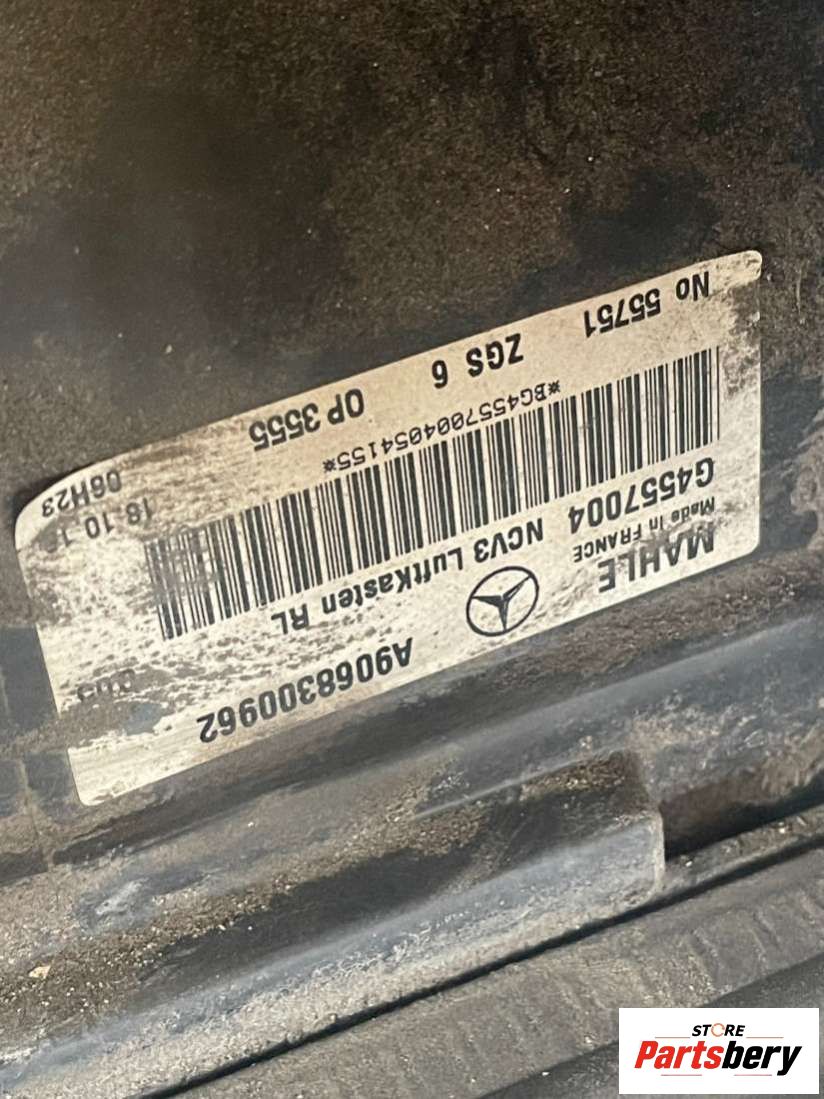 A9068300962
MAHLE
Made in FRANCE
NCV3 Luftkasten RL
G4557004
*BG4557004054155*
No 55751
ZGS 6
OP 3555
18.10.1
06H23
STORE
Partsbery